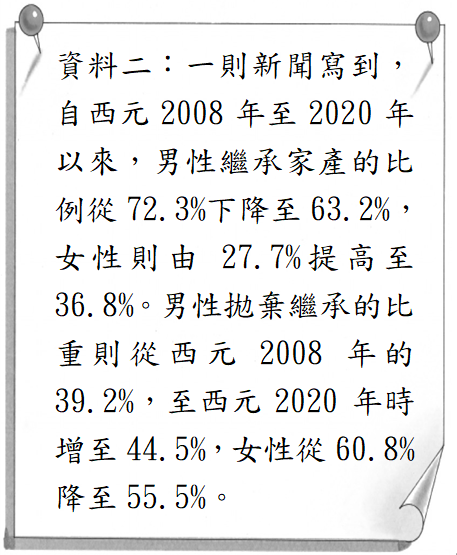 資料二：一則新聞寫到，
自西元 2008 年至 2020 年
以來，男性繼承家產的比
例從 72.3%下降至 63.2%，
女性則由 27.7%提高至
36.8%。男性拋棄繼承的比
重則從西元 2008 年的
39.2%，至西元 2020 年時
增至 44.5%，女性從 60.8%
降至 55.5%。